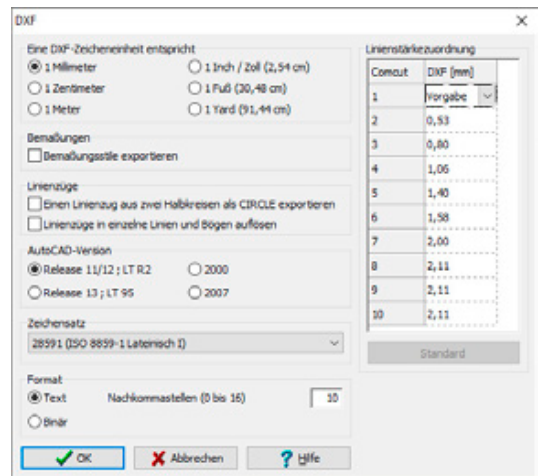 DXF
Eine DXF-Zeicheneinheit entspricht
1 Milimeter
1 Inch / Zoll (2,54 cm)
1 Zentimeter
1 Fuß (30,48 cm)
1 Meter
1 Yard (91,44 cm)
Bemaßungen
Bemaßungsstile exportieren
Linienzüge
Einen Linienzug aus zwei Halbkreisen als CIRCLE exportieren
Linienzüge in einzelne Linien und Bögen auflösen
AutoCAD-Version
Release 11/12 ; LT R2
2000
Release 13 ; LT 95
2007
Zeichensatz
28591 (ISO 8859-1 Lateinisch I)
Format
Text
Nachkommastellen (0 bis 16)
10
Binär
OK
Abbrechen
Hilfe
Linienstärkezuordnung
Comcut DXF [mm]
1 Vorgabe
2 0,53
3 0,80
4 1,06
5 1,40
6 1,58
7 2,00
8 2,11
9 2,11
10 2,11
Standard